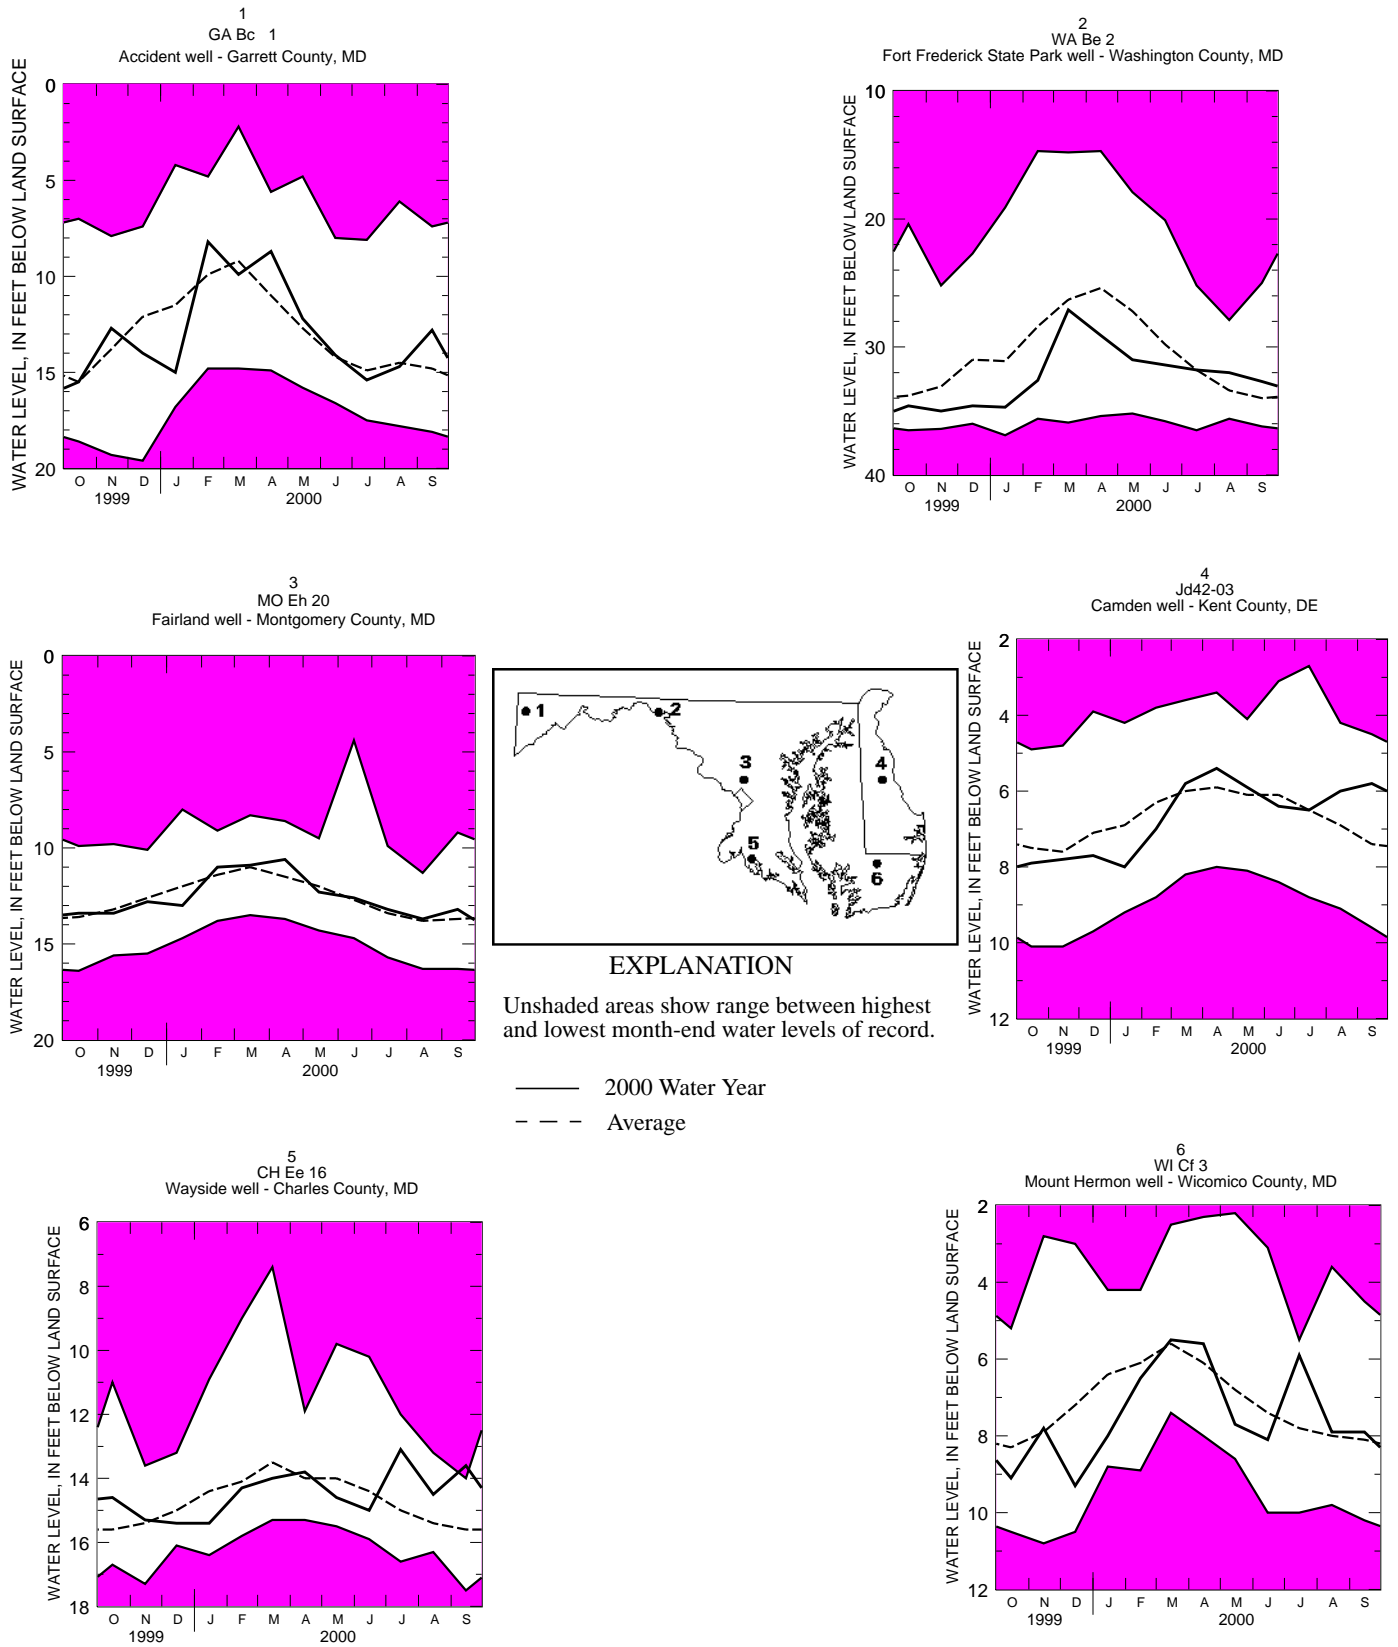 1
GA Bc 1
Accident well - Garrett County, MD
WATER LEVEL, IN FEET BELOW LAND SURFACE
0
5
10
15
20
O N D J F M A M J J A S
1999 2000
2
WA Be 2
Fort Frederick State Park well - Washington County, MD
WATER LEVEL, IN FEET BELOW LAND SURFACE
10
20
30
40
O N D J F M A M J J A S
1999 2000
3
MO Eh 20
Fairland well - Montgomery County, MD
WATER LEVEL, IN FEET BELOW LAND SURFACE
0
5
10
15
20
O N D J F M A M J J A S
1999 2000
1
2
3
4
5
6
EXPLANATION
Unshaded areas show range between highest
and lowest month-end water levels of record.
2000 Water Year
Average
4
Jd42-03
Camden well - Kent County, DE
WATER LEVEL, IN FEET BELOW LAND SURFACE
2
4
6
8
10
12
O N D J F M A M J J A S
1999 2000
5
CH Ee 16
Wayside well - Charles County, MD
WATER LEVEL, IN FEET BELOW LAND SURFACE
6
8
10
12
14
16
18
O N D J F M A M J J A S
1999 2000
6
WI Cf 3
Mount Hermon well - Wicomico County, MD
WATER LEVEL, IN FEET BELOW LAND SURFACE
2
4
6
8
10
12
O N D J F M A M J J A S
1999 2000